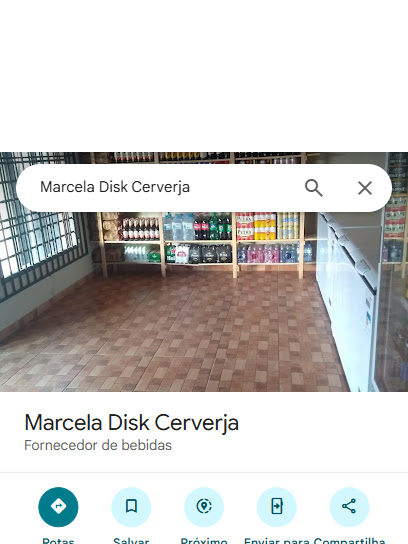 Marcela Disk Cerverja
Marcela Disk Cerverja
Fornecedor de bebidas
Rotas Salvar Próximo Enviar para Compartilha